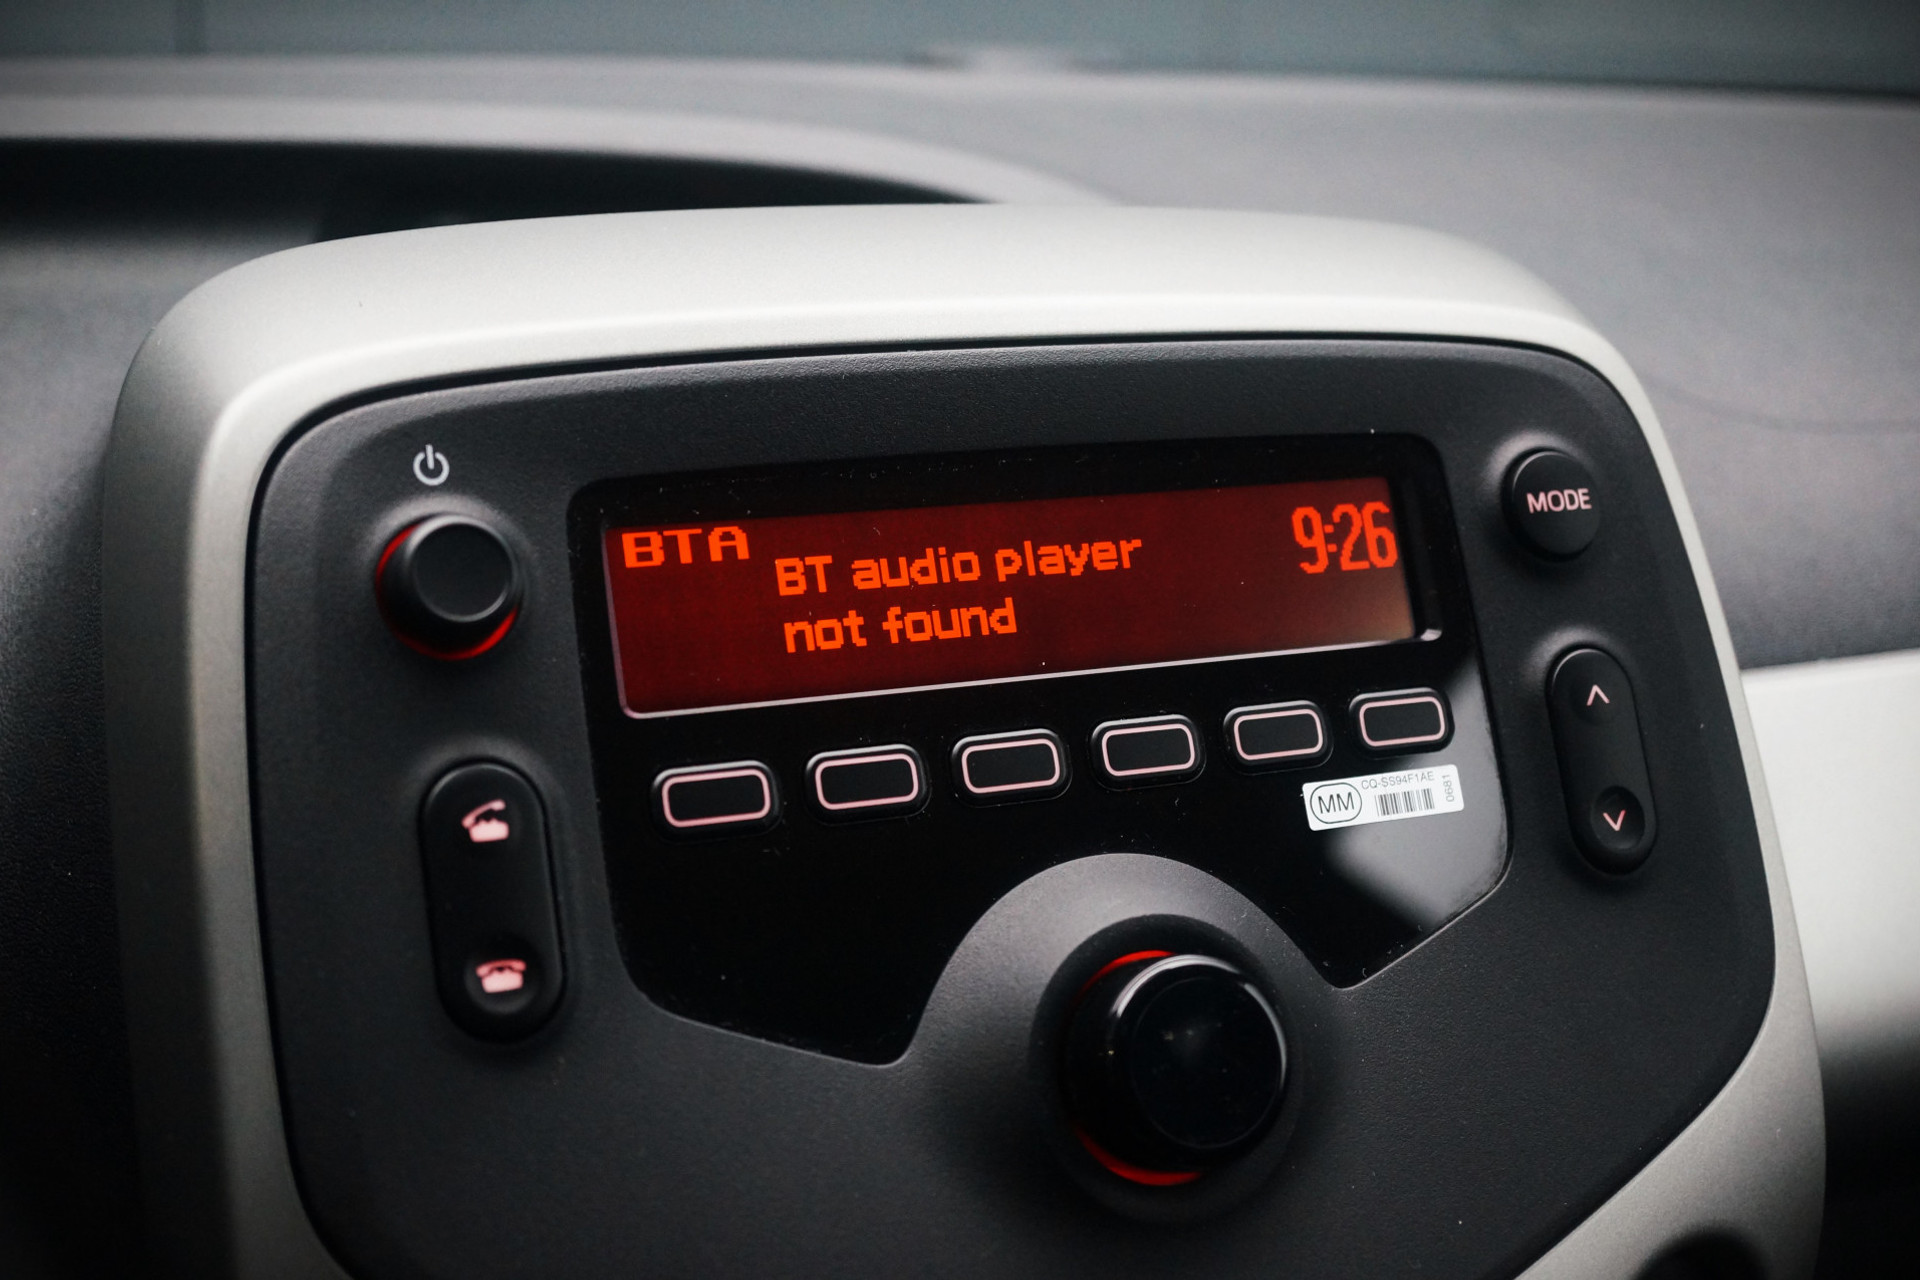 BTA
BT audio player
not found
9:26
MODE
MM
CQ-SS94F1AE
0681